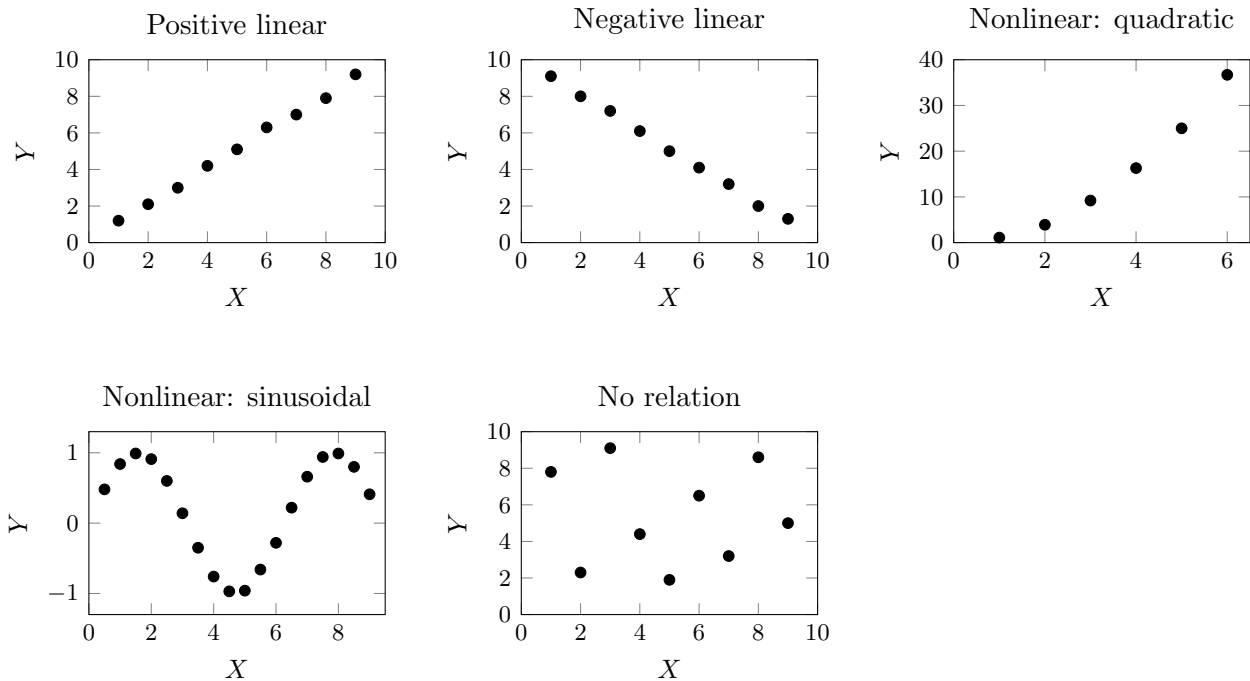 Positive linear
10
8
6
4
2
0
0 2 4 6 8 10
Y
X
Negative linear
10
8
6
4
2
0
0 2 4 6 8 10
Y
X
Nonlinear: quadratic
40
30
20
10
0
0 2 4 6
Y
X
Nonlinear: sinusoidal
1
0
−1
0 2 4 6 8
Y
X
No relation
10
8
6
4
2
0
0 2 4 6 8 10
Y
X